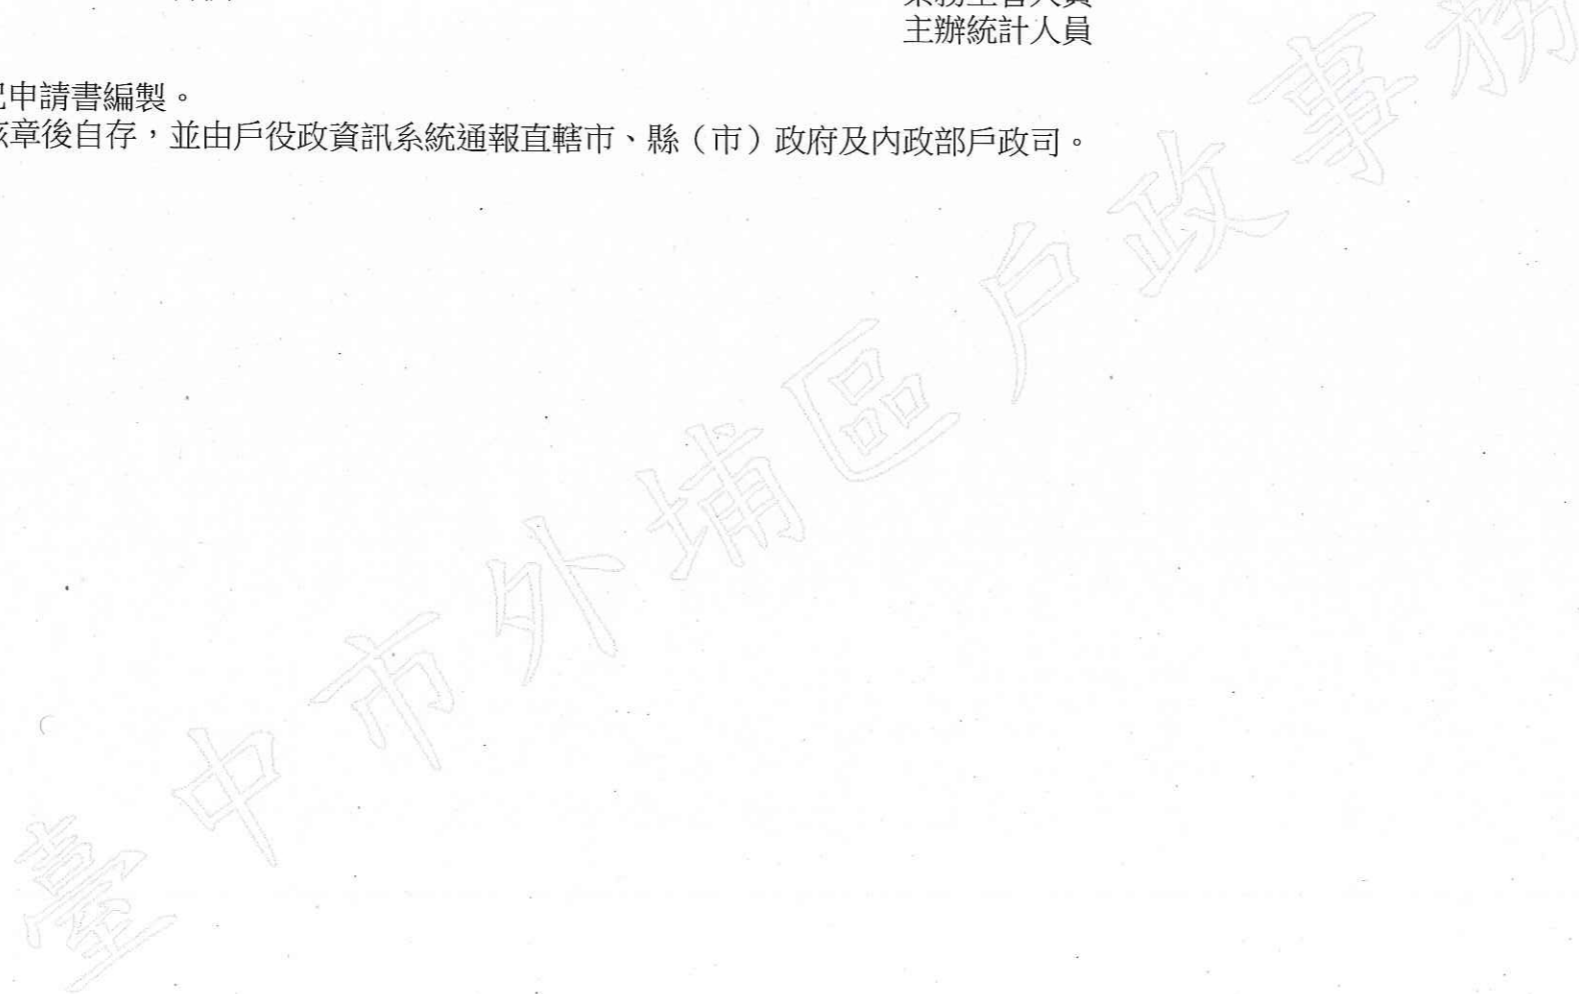 主辦統計人員
申請書編製。
章後自存，並由戶役政資訊系統通報直轄市、縣（市）政府及內政部戶政司。
臺中市外埔區戶政事務